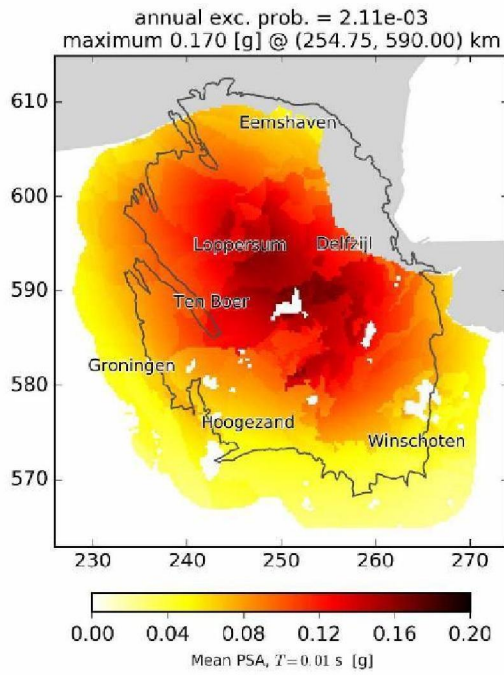 annual exc. prob. = 2.11e-03
maximum 0.170 [g] @ (254.75, 590.00) km
610
600
590
580
570
Eemshaven
Loppersum
Delfzijl
Ten Boer
Groningen
Hoogezand
Winschoten
230 240 250 260 270
0.00 0.04 0.08 0.12 0.16 0.20
Mean PSA, T = 0.01 s [g]